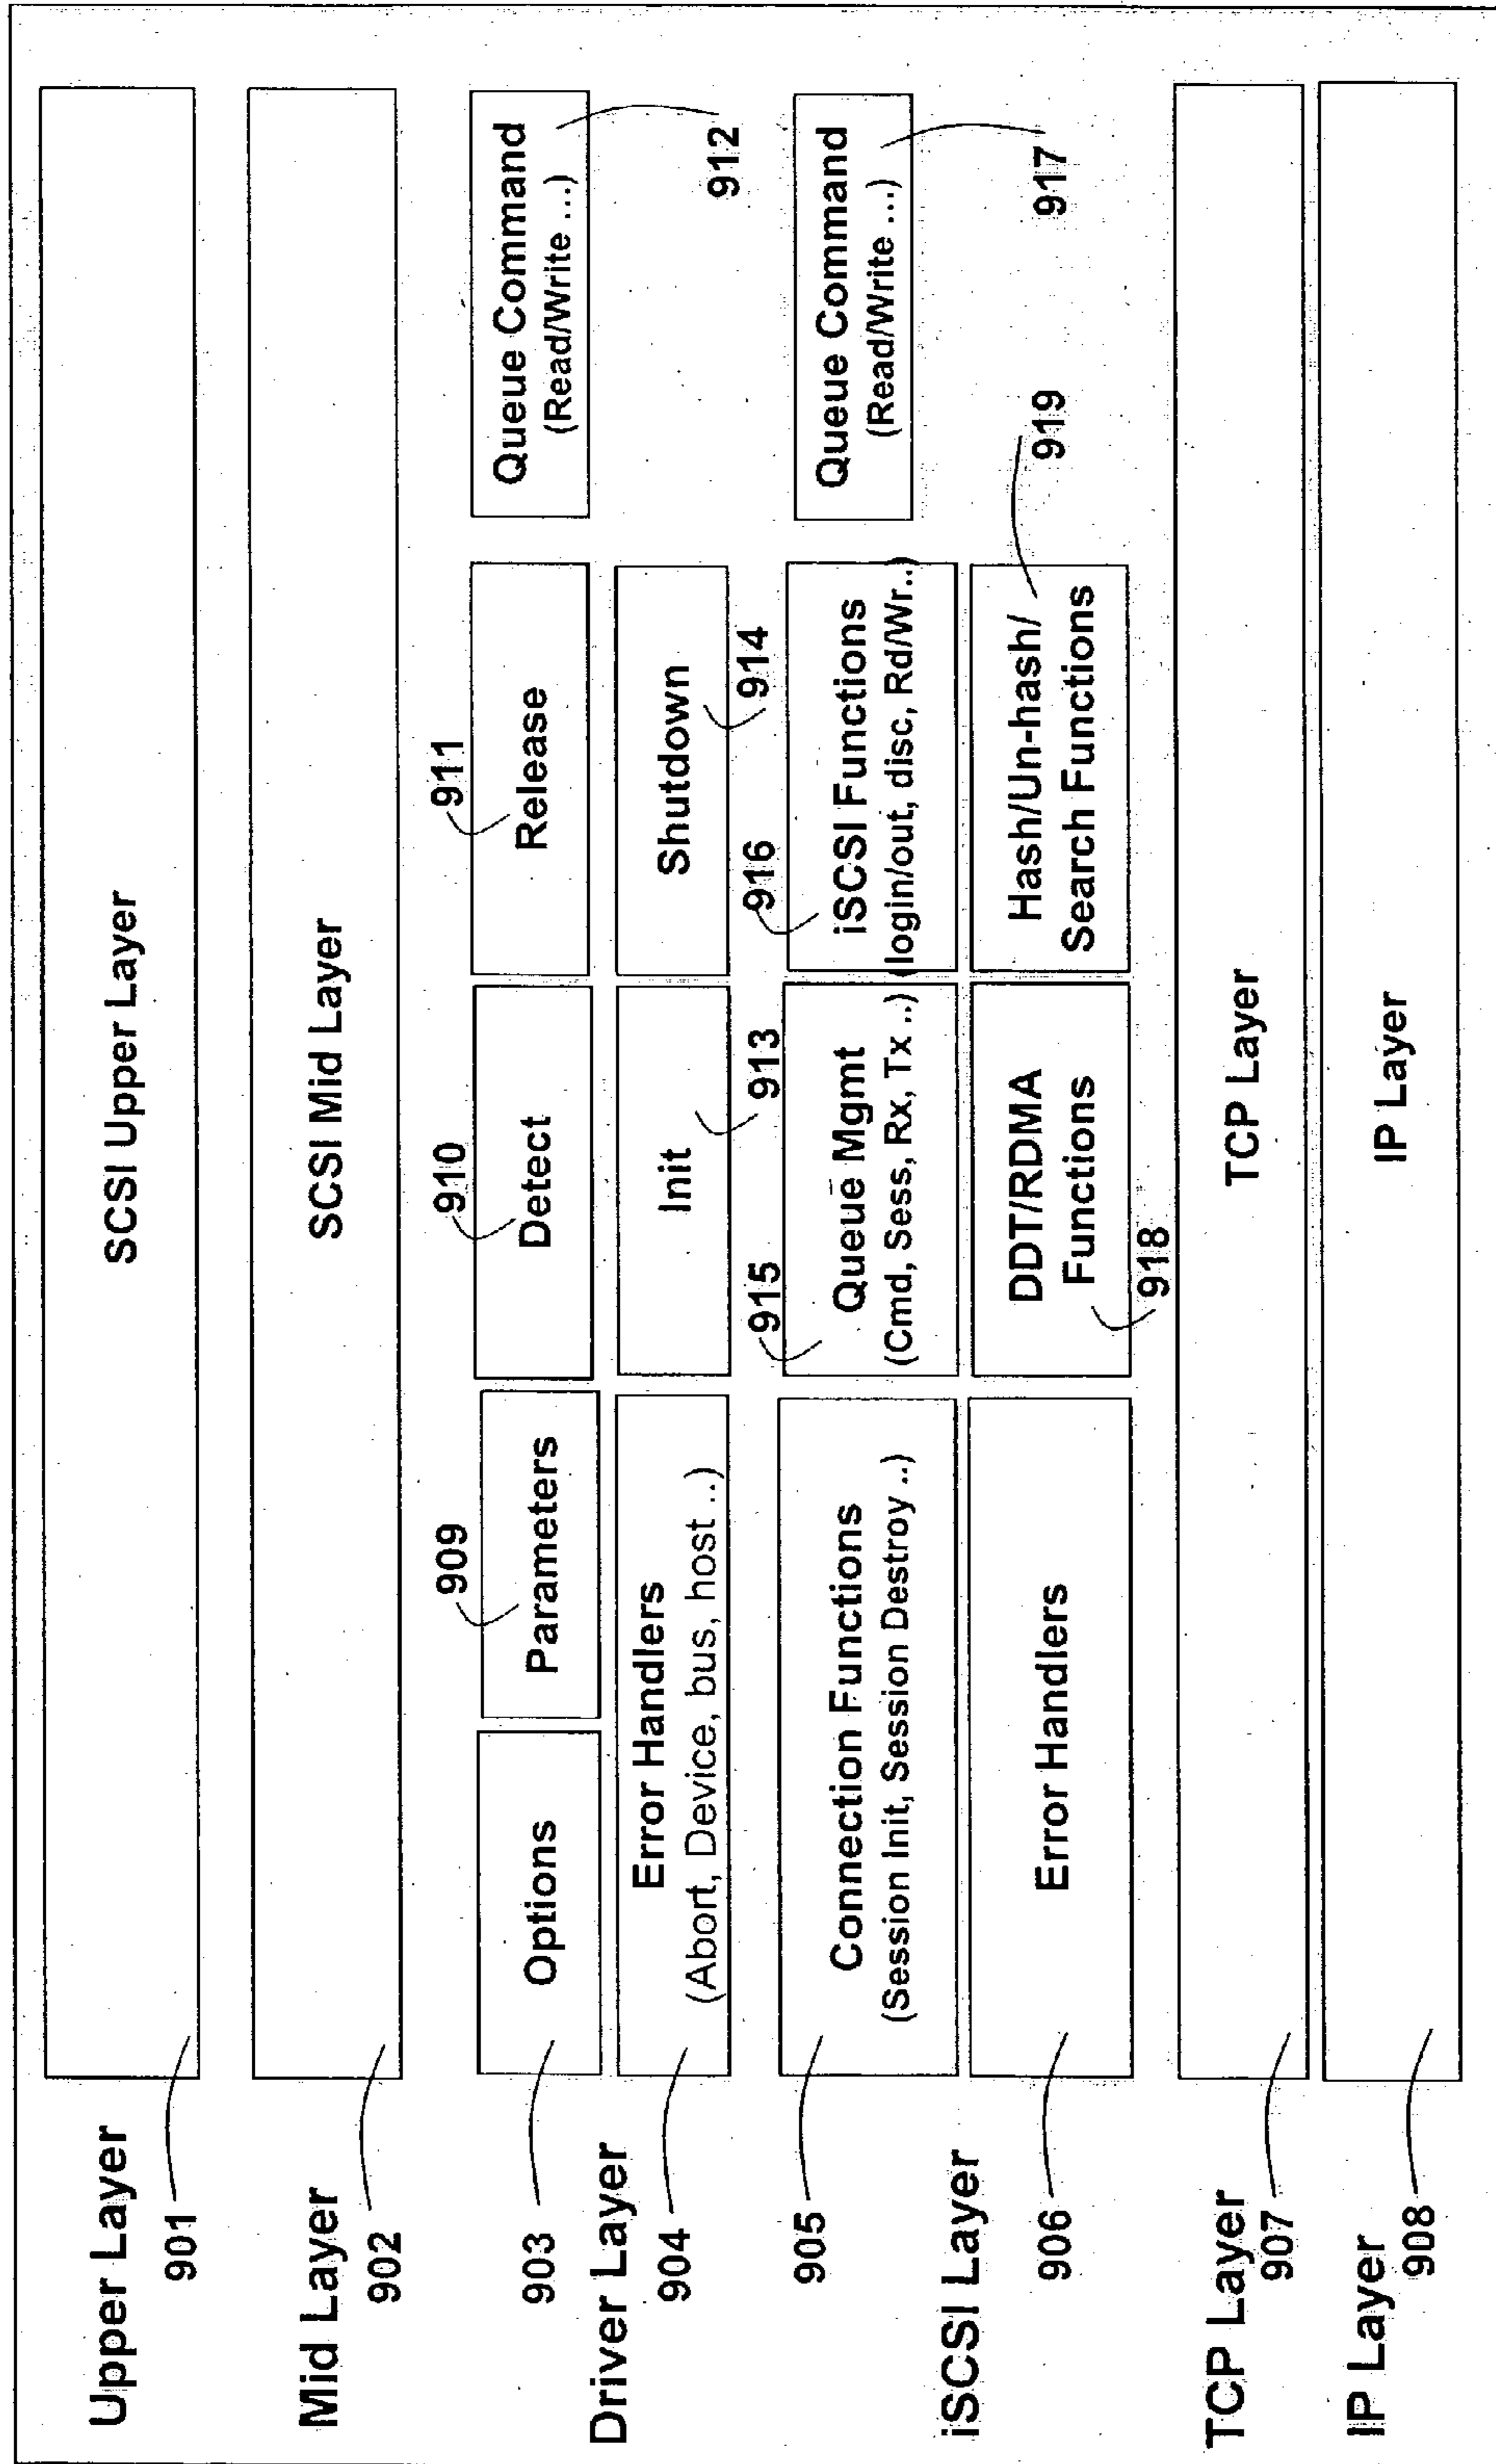 Upper Layer
901
SCSI Upper Layer
Mid Layer
902
SCSI Mid Layer
Driver Layer
903
Options
909
Parameters
910
Detect
911
Release
Queue Command
(Read/Write ...)
912
904
Error Handlers
(Abort, Device, bus, host ..)
Init
913
Shutdown
914
iSCSI Layer
905
Connection Functions
(Session Init, Session Destroy ..)
915
Queue Mgmt
(Cmd, Sess, Rx, Tx ..)
916
iSCSI Functions
(login/out, disc, Rd/Wr..)
Queue Command
(Read/Write ...)
917
906
Error Handlers
DDT/RDMA
Functions
918
Hash/Un-hash/
Search Functions
919
TCP Layer
907
TCP Layer
IP Layer
908
IP Layer